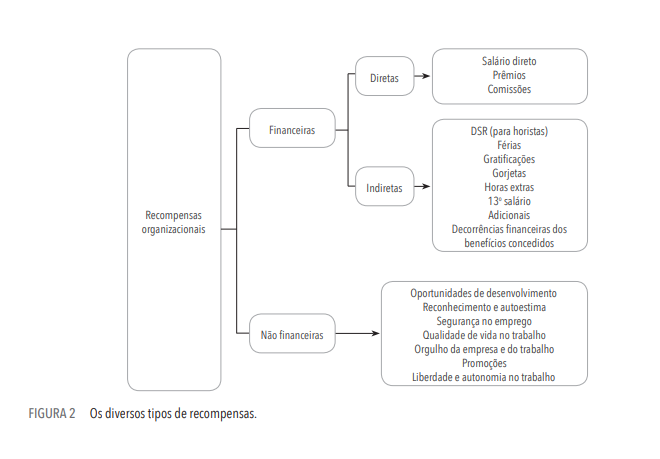 Recompensas
organizacionais
Financeiras
Diretas
Salário direto
Prêmios
Comissões
Indiretas
DSR (para horistas)
Férias
Gratificações
Gorjetas
Horas extras
13º salário
Adicionais
Decorrências financeiras dos
benefícios concedidos
Não financeiras
Oportunidades de desenvolvimento
Reconhecimento e autoestima
Segurança no emprego
Qualidade de vida no trabalho
Orgulho da empresa e do trabalho
Promoções
Liberdade e autonomia no trabalho
FIGURA 2 Os diversos tipos de recompensas.